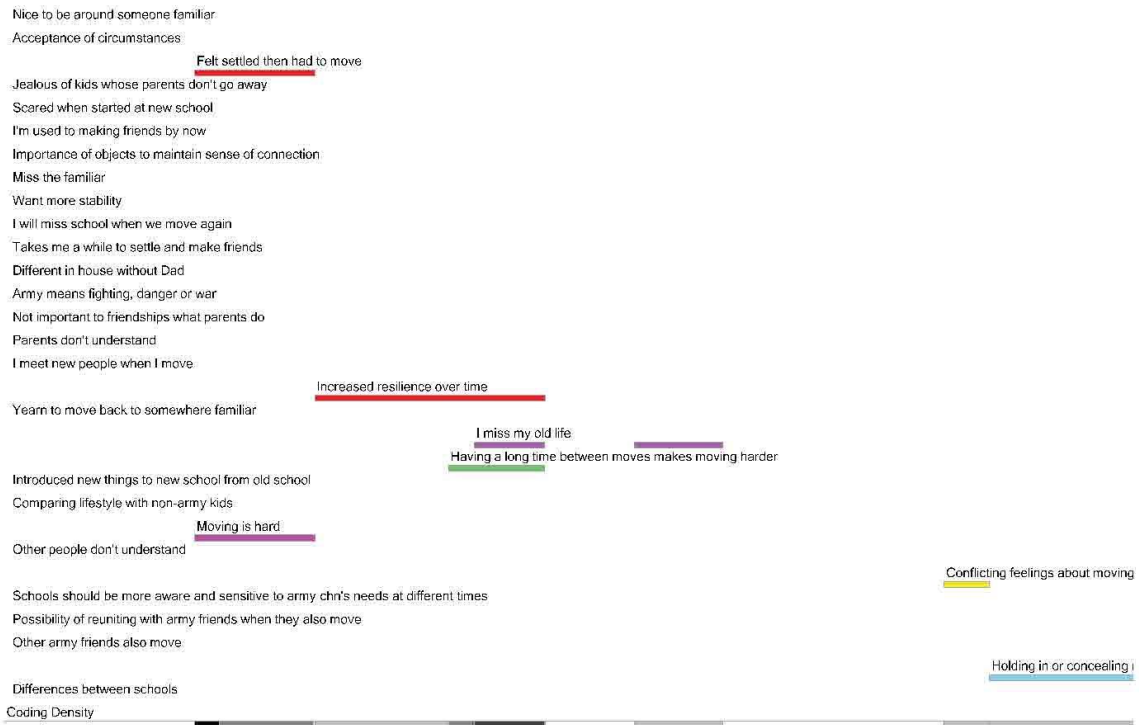 Nice to be around someone familiar
Acceptance of circumstances
Felt settled then had to move
Jealous of kids whose parents don't go away
Scared when started at new school
I'm used to making friends by now
Importance of objects to maintain sense of connection
Miss the familiar
Want more stability
I will miss school when we move again
Takes me a while to settle and make friends
Different in house without Dad
Army means fighting, danger or war
Not important to friendships what parents do
Parents don't understand
I meet new people when I move
Increased resilience over time
Yearn to move back to somewhere familiar
I miss my old life
Having a long time between moves makes moving harder
Introduced new things to new school from old school
Comparing lifestyle with non-army kids
Moving is hard
Other people don't understand
Conflicting feelings about moving
Schools should be more aware and sensitive to army chn's needs at different times
Possibility of reuniting with army friends when they also move
Other army friends also move
Holding in or concealing
Differences between schools
Coding Density